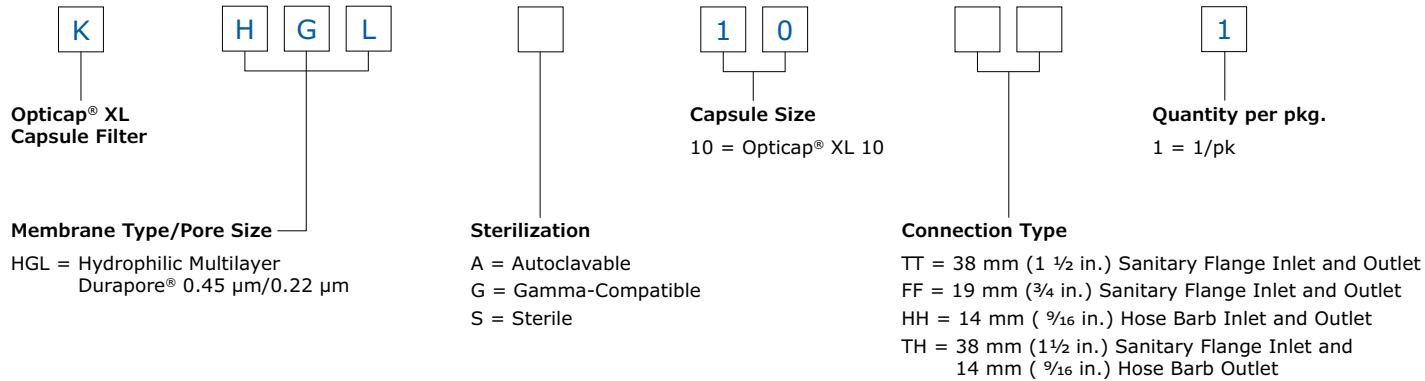 K H G L 1 0 1
Opticap® XL
Capsule Filter
Capsule Size
10 = Opticap® XL 10
Quantity per pkg.
1 = 1/pk
Membrane Type/Pore Size
HGL = Hydrophilic Multilayer
Durapore® 0.45 µm/0.22 µm
Sterilization
A = Autoclavable
G = Gamma-Compatible
S = Sterile
Connection Type
TT = 38 mm (1 ½ in.) Sanitary Flange Inlet and Outlet
FF = 19 mm (¾ in.) Sanitary Flange Inlet and Outlet
HH = 14 mm ( 9⁄16 in.) Hose Barb Inlet and Outlet
TH = 38 mm (1½ in.) Sanitary Flange Inlet and
14 mm ( 9⁄16 in.) Hose Barb Outlet